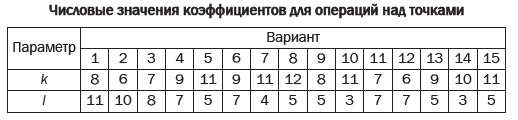 Числовые значения коэффициентов для операций над точками
Параметр Вариант
1 2 3 4 5 6 7 8 9 10 11 12 13 14 15
k 8 6 7 9 11 9 11 12 8 11 7 6 9 10 11
l 11 10 8 7 5 7 4 5 5 3 7 7 5 3 5